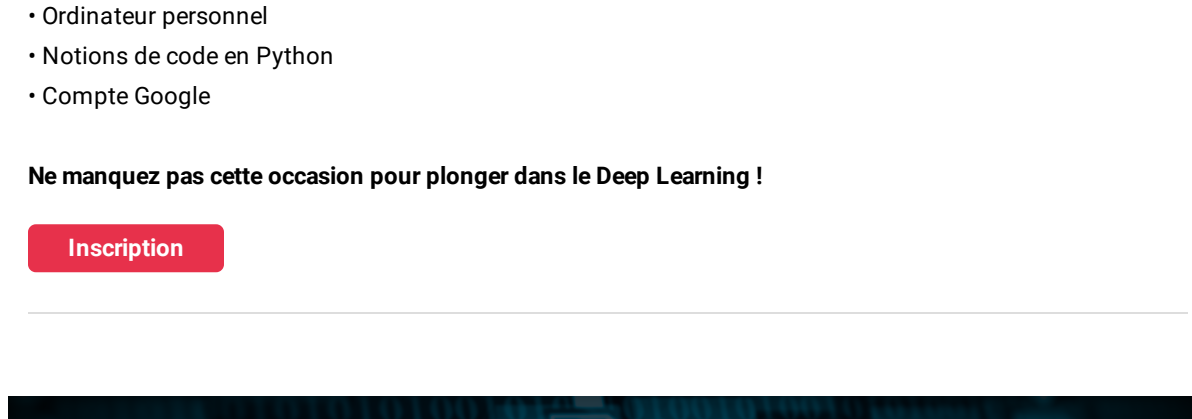 • Ordinateur personnel
• Notions de code en Python
• Compte Google
Ne manquez pas cette occasion pour plonger dans le Deep Learning !
Inscription